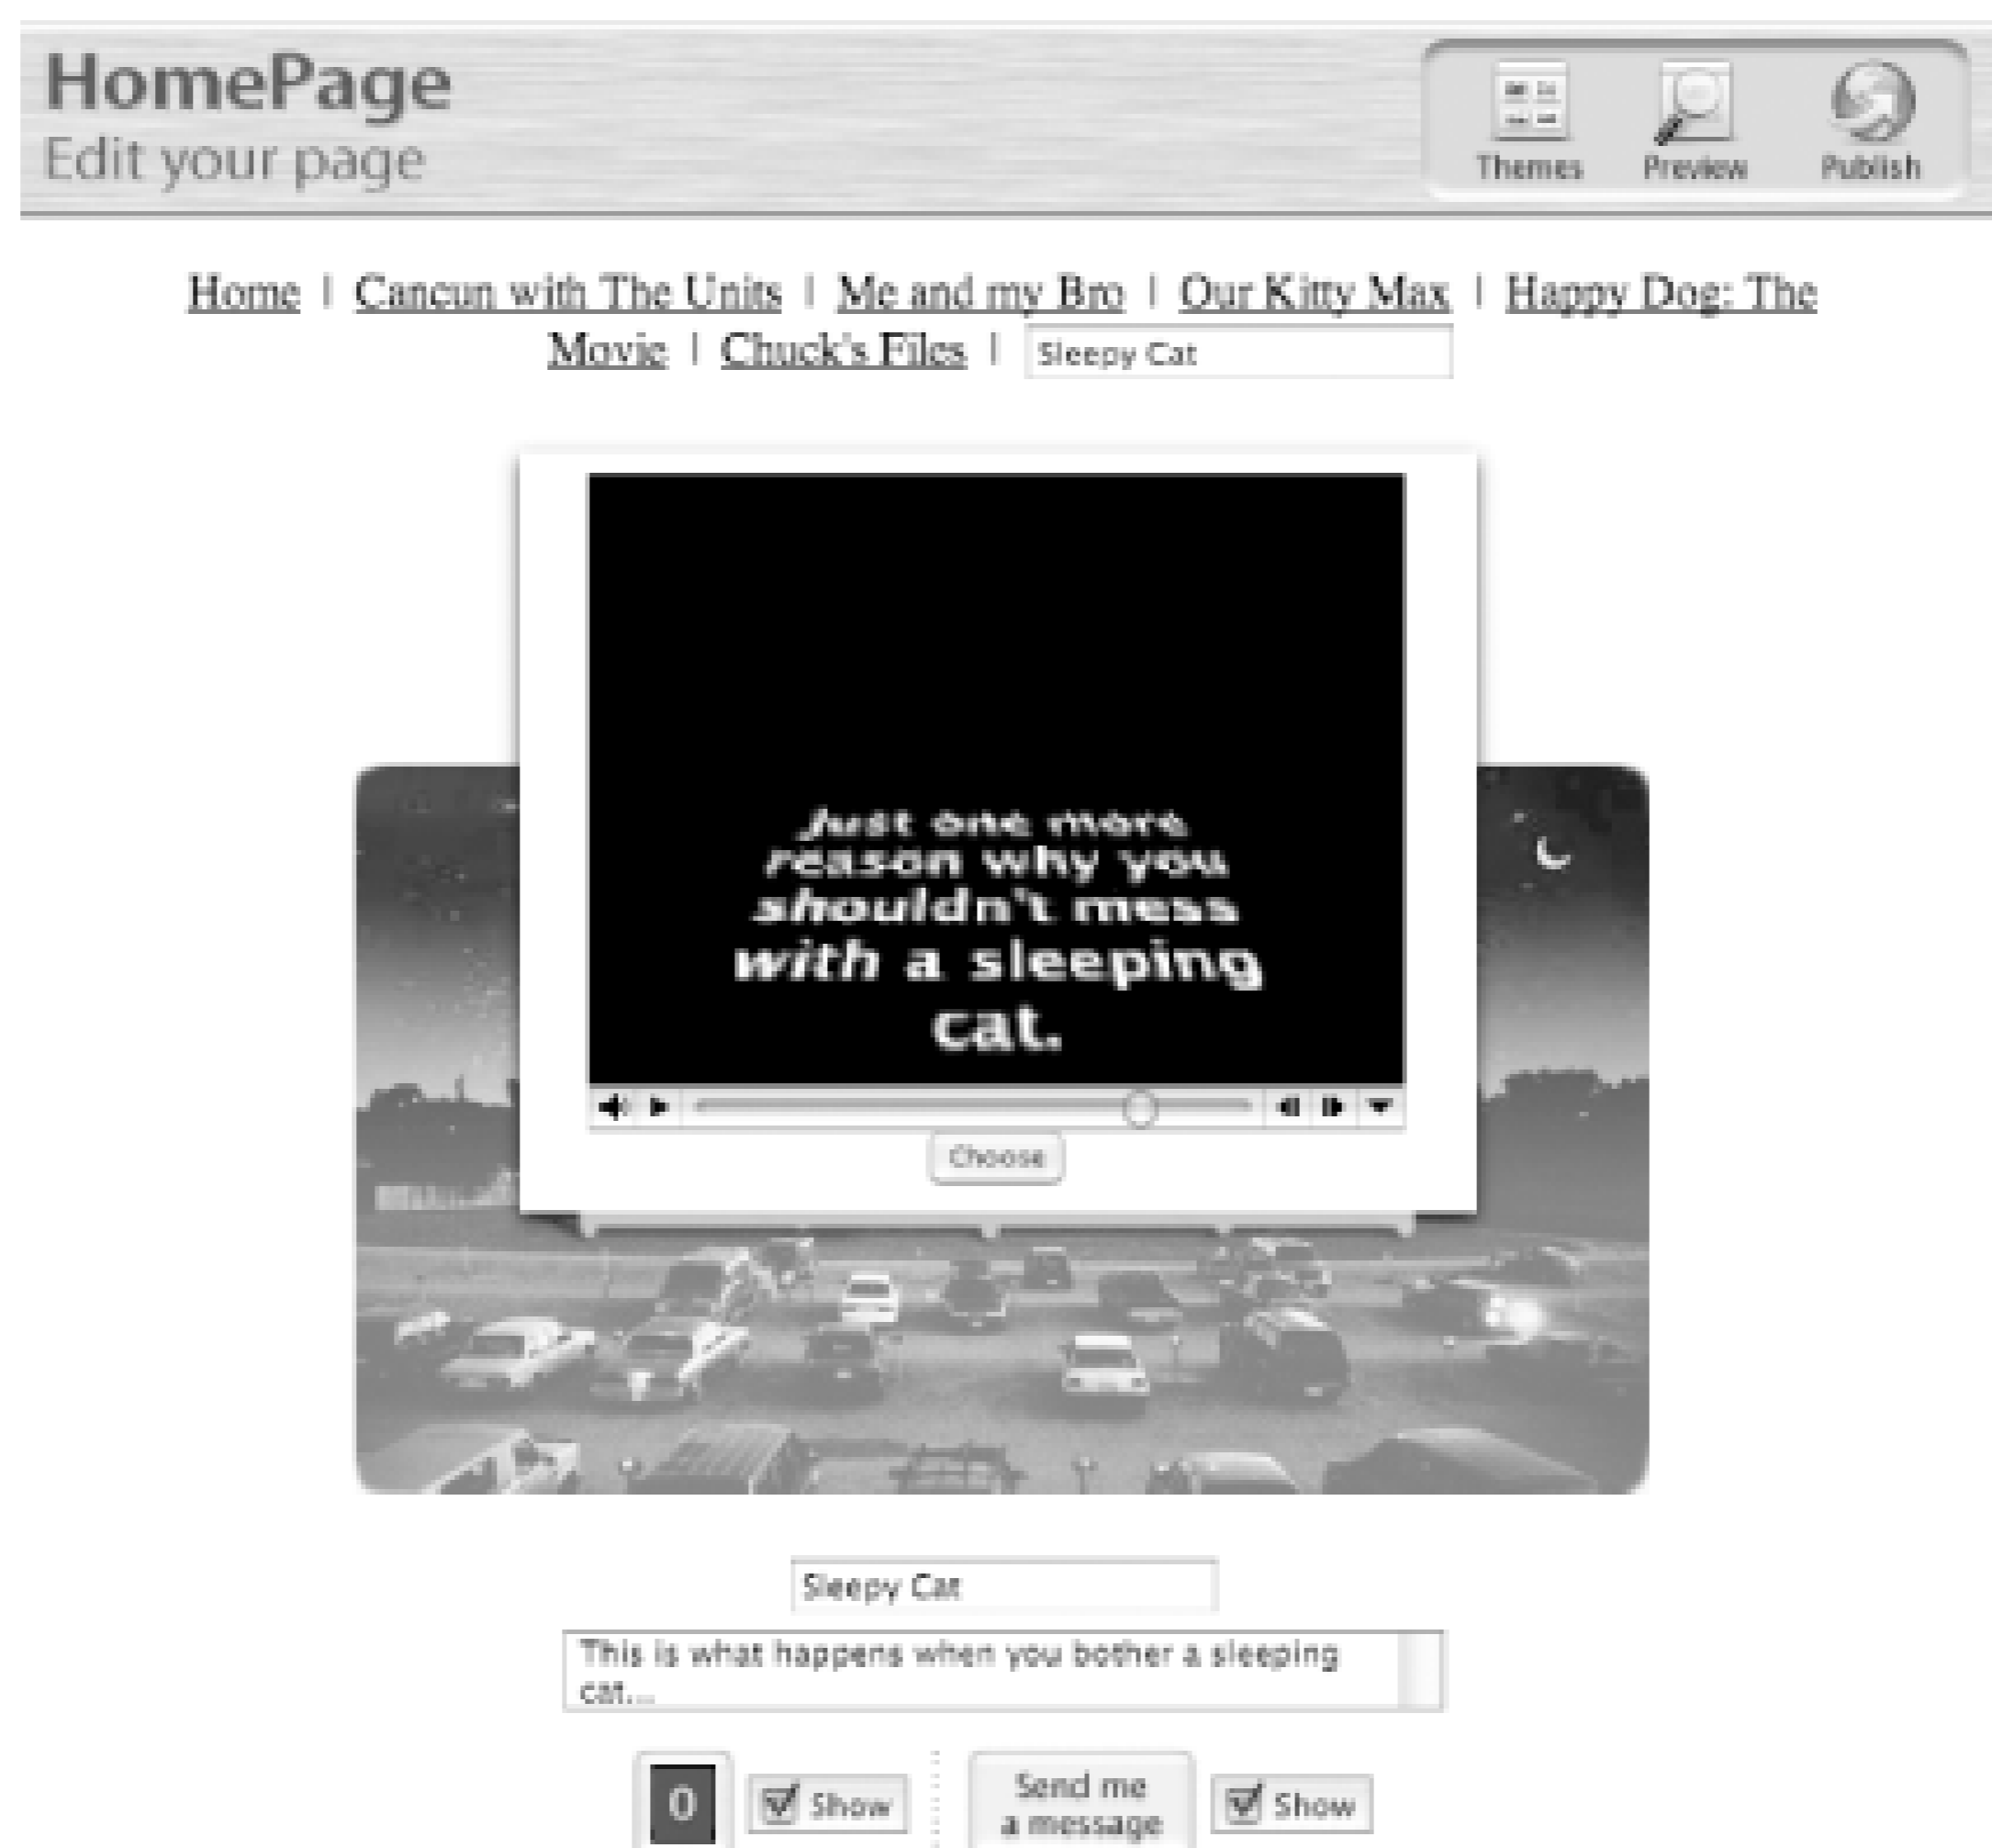 HomePage
Edit your page
Themes Preview Publish
Home | Cancun with The Units | Me and my Bro | Our Kitty Max | Happy Dog: The
Movie | Chuck's Files | Sleepy Cat
Just one more
reason why you
shouldn't mess
with a sleeping
cat.
Choose
Sleepy Cat
This is what happens when you bother a sleeping
cat...
0 Show Send me Show
a message